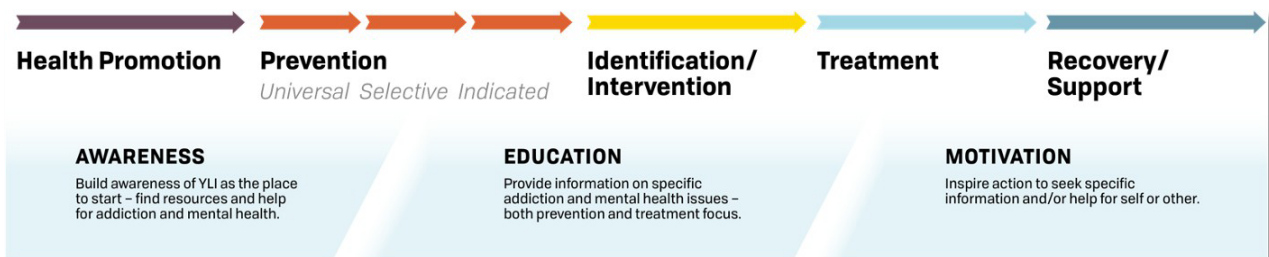 Health Promotion
Prevention
Universal Selective Indicated
Identification/
Intervention
Treatment
Recovery/
Support
AWARENESS
Build awareness of YLI as the place
to start – find resources and help
for addiction and mental health.
EDUCATION
Provide information on specific
addiction and mental health issues –
both prevention and treatment focus.
MOTIVATION
Inspire action to seek specific
information and/or help for self or other.